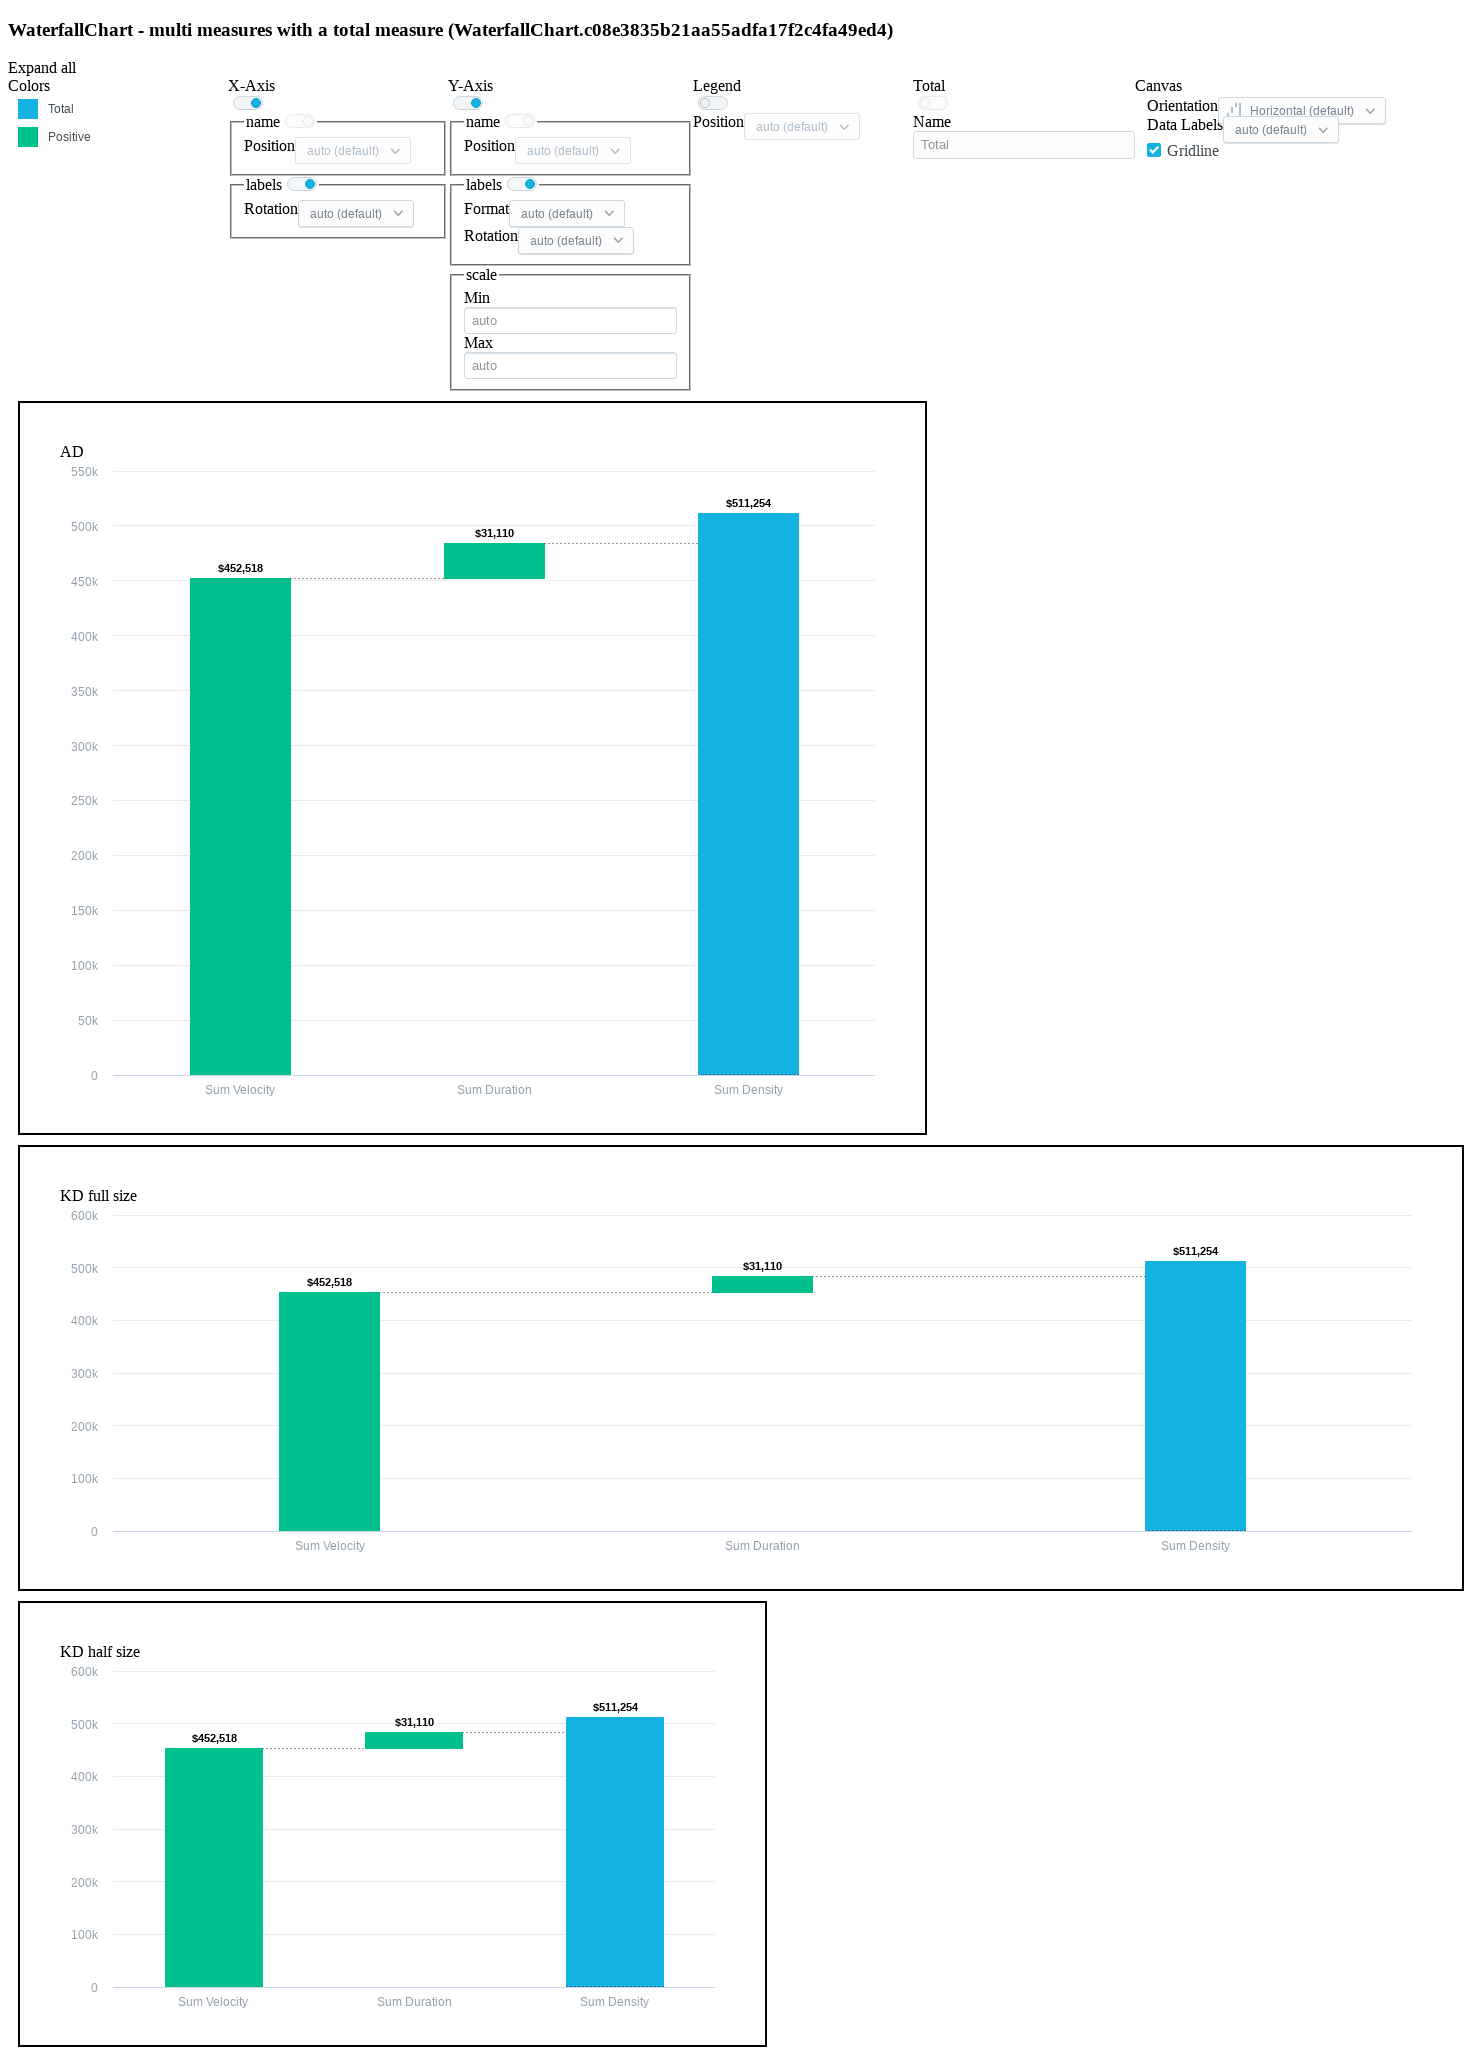 WaterfallChart - multi measures with a total measure (WaterfallChart.c08e3835b21aa55adfa17f2c4fa49ed4)
Expand all
Colors
Total
Positive
X-Axis
name
Position auto (default)
labels
Rotation auto (default)
Y-Axis
name
Position auto (default)
labels
Format auto (default)
Rotation auto (default)
scale
Min
auto
Max
auto
Legend
Position auto (default)
Total
Name
Total
Canvas
Orientation Horizontal (default)
Data Labels auto (default)
Gridline
AD
550k
500k
450k
400k
350k
300k
250k
200k
150k
100k
50k
0
$452,518
$31,110
$511,254
Sum Velocity
Sum Duration
Sum Density
KD full size
600k
500k
400k
300k
200k
100k
0
$452,518
$31,110
$511,254
Sum Velocity
Sum Duration
Sum Density
KD half size
600k
500k
400k
300k
200k
100k
0
$452,518
$31,110
$511,254
Sum Velocity
Sum Duration
Sum Density